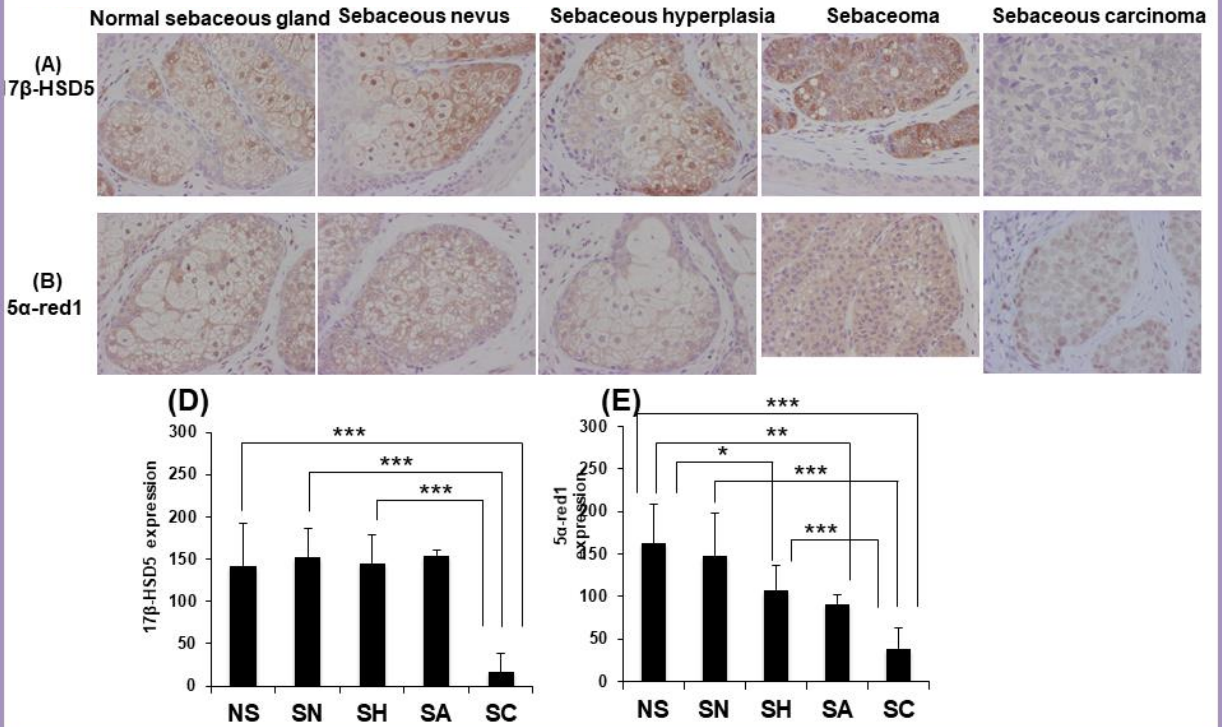 Normal sebaceous gland Sebaceous nevus Sebaceous hyperplasia Sebaceoma Sebaceous carcinoma
(A)
17β-HSD5
(B)
5α-red1
(D)
17β-HSD5 expression
300
250
200
150
100
50
0
***
***
***
NS SN SH SA SC
(E)
5α-red1
expression
300
250
200
150
100
50
0
***
**
*
***
***
NS SN SH SA SC